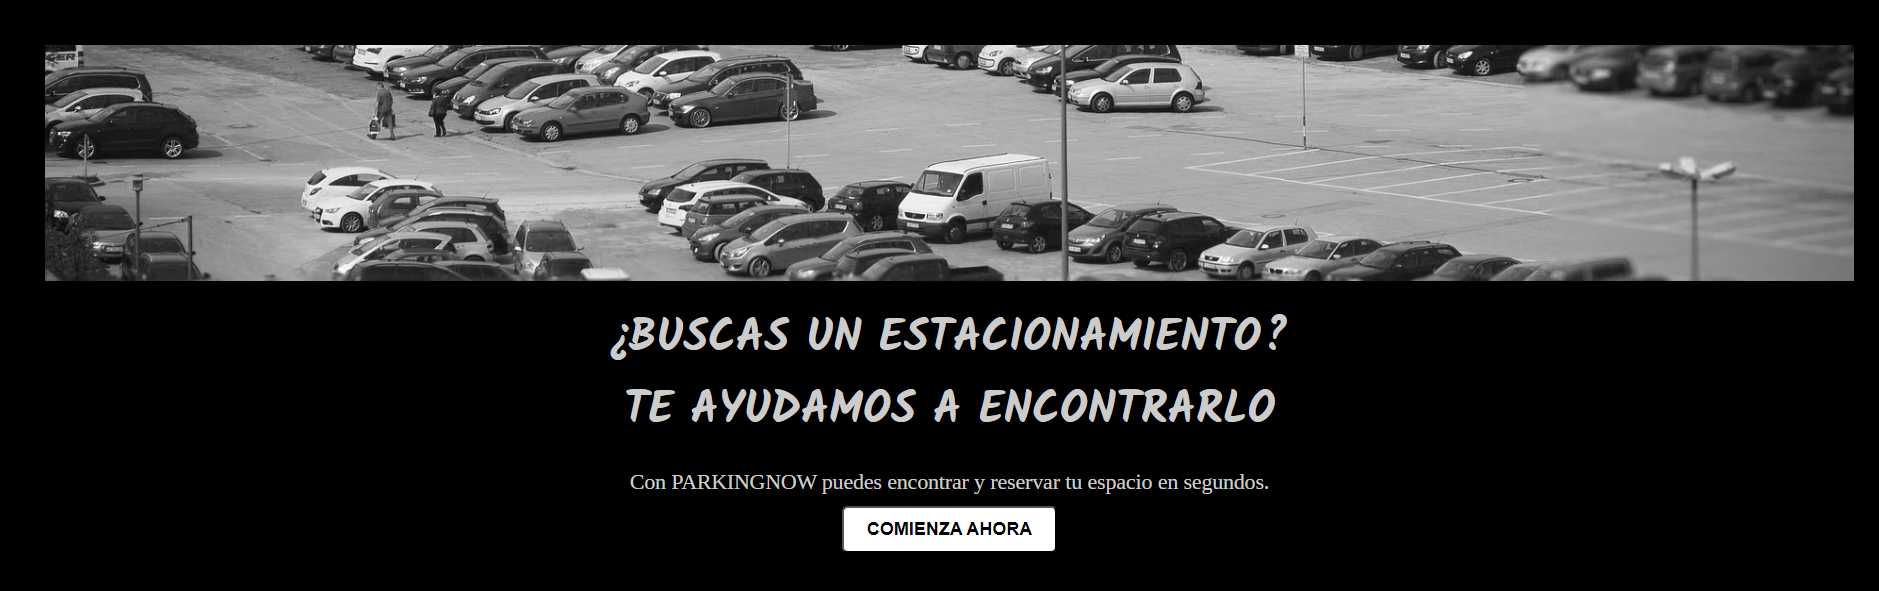 ¿BUSCAS UN ESTACIONAMIENTO?
TE AYUDAMOS A ENCONTRARLO
Con PARKINGNOW puedes encontrar y reservar tu espacio en segundos.
COMIENZA AHORA